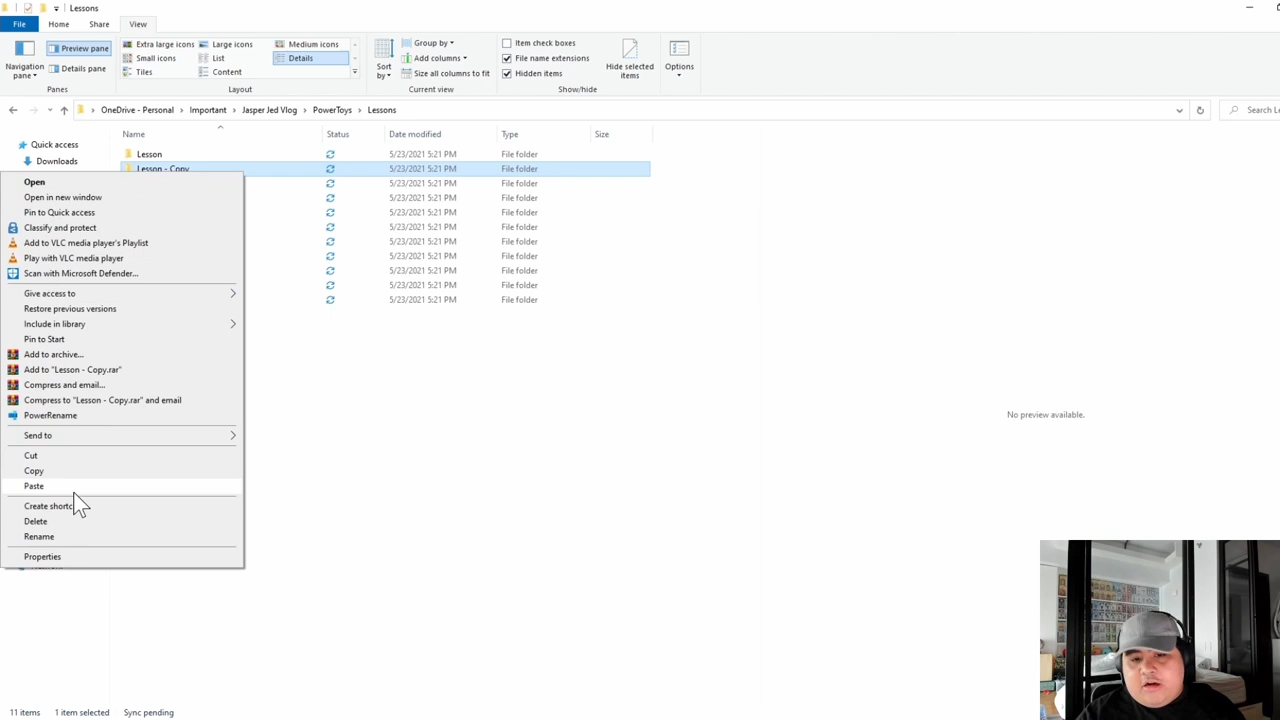 Lessons
File Home Share View
Navigation pane
Preview pane
Details pane
Panes
Extra large icons Large icons Medium icons
Small icons List Details
Tiles Content
Layout
Sort by
Group by
Add columns
Size all columns to fit
Current view
Item check boxes
File name extensions
Hidden items
Hide selected items
Show/hide
Options
OneDrive - Personal Important Jasper Jed Vlog PowerToys Lessons
Search Le
Name Status Date modified Type Size
Quick access
Downloads
Lesson 5/23/2021 5:21 PM File folder
Lesson - Copy 5/23/2021 5:21 PM File folder
5/23/2021 5:21 PM File folder
5/23/2021 5:21 PM File folder
5/23/2021 5:21 PM File folder
5/23/2021 5:21 PM File folder
5/23/2021 5:21 PM File folder
5/23/2021 5:21 PM File folder
5/23/2021 5:21 PM File folder
5/23/2021 5:21 PM File folder
5/23/2021 5:21 PM File folder
Open
Open in new window
Pin to Quick access
Classify and protect
Add to VLC media player's Playlist
Play with VLC media player
Scan with Microsoft Defender...
Give access to
Restore previous versions
Include in library
Pin to Start
Add to archive...
Add to "Lesson - Copy.rar"
Compress and email...
Compress to "Lesson - Copy.rar" and email
PowerRename
Send to
Cut
Copy
Paste
Create shortc
Delete
Rename
Properties
No preview available.
11 items 1 item selected Sync pending